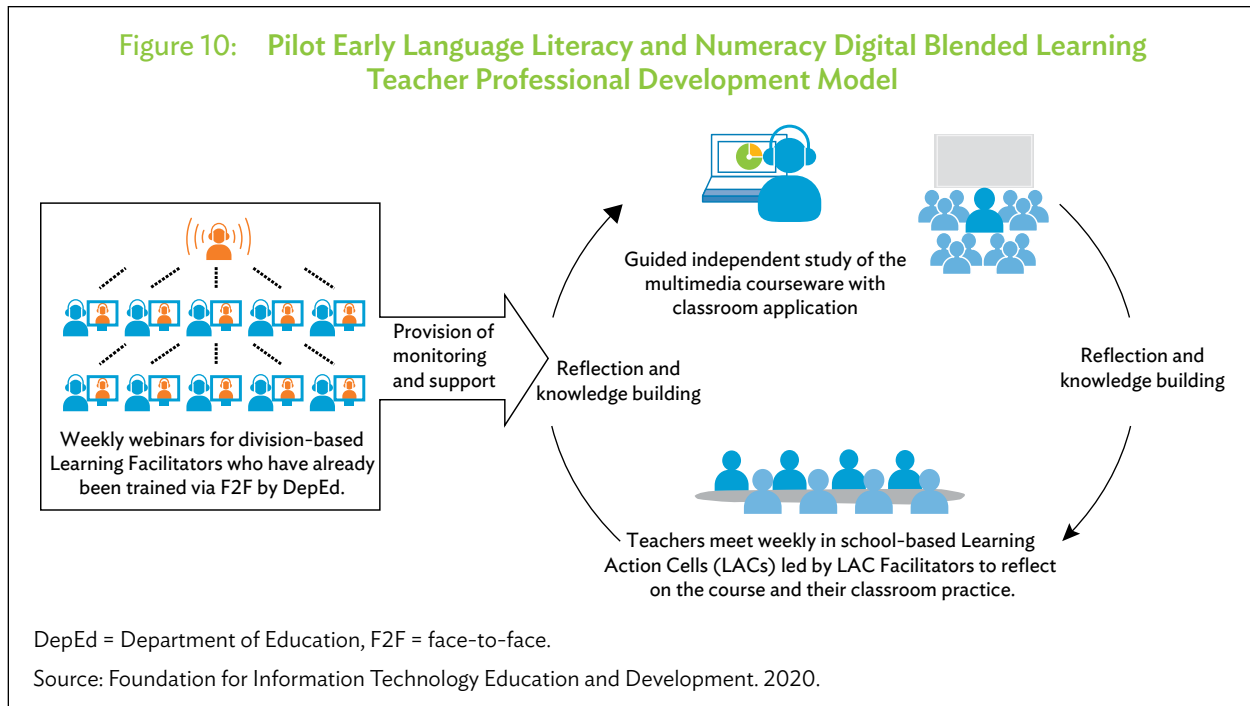 Figure 10: Pilot Early Language Literacy and Numeracy Digital Blended Learning
Teacher Professional Development Model
Weekly webinars for division-based
Learning Facilitators who have already
been trained via F2F by DepEd.
Provision of
monitoring
and support
Reflection and
knowledge building
Guided independent study of the
multimedia courseware with
classroom application
Reflection and
knowledge building
Teachers meet weekly in school-based Learning
Action Cells (LACs) led by LAC Facilitators to reflect
on the course and their classroom practice.
DepEd = Department of Education, F2F = face-to-face.
Source: Foundation for Information Technology Education and Development. 2020.